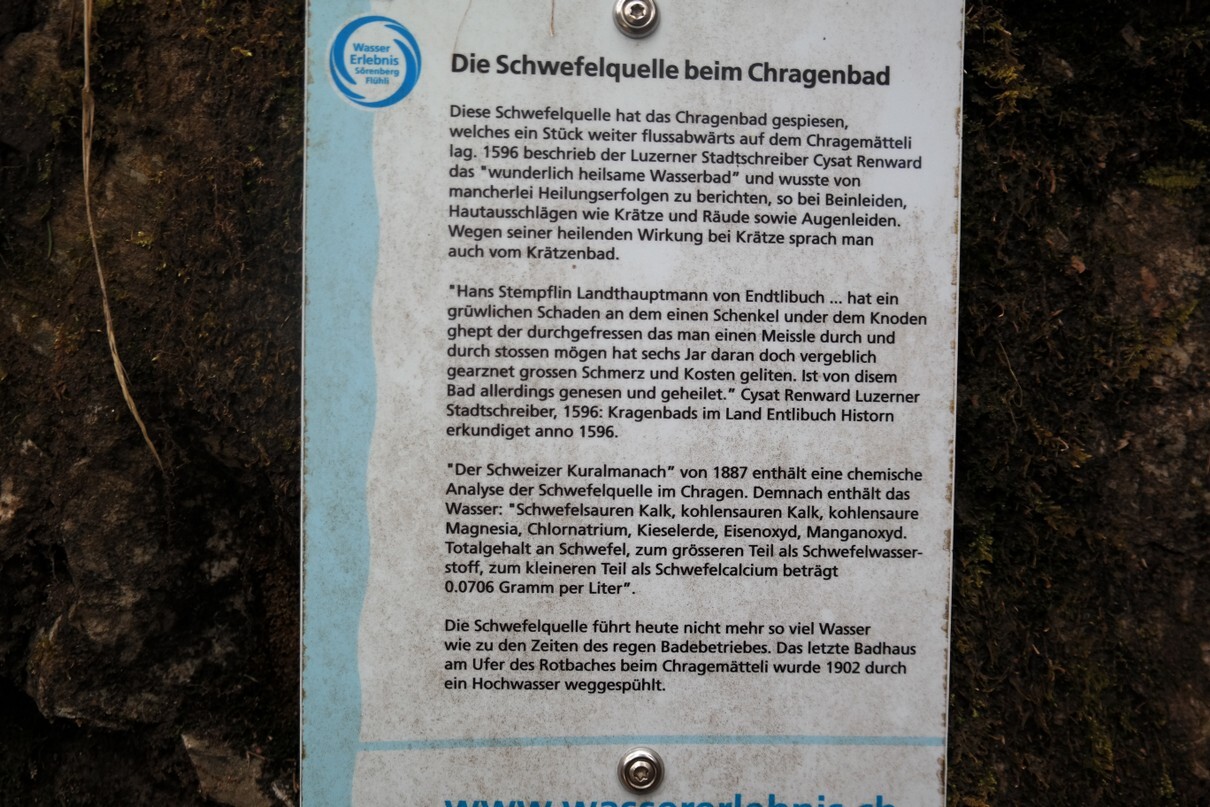 Wasser
Erlebnis
Sörenberg
Flühli
Die Schwefelquelle beim Chragenbad
Diese Schwefelquelle hat das Chragenbad gespiesen,
welches ein Stück weiter flussabwärts auf dem Chragemätteli
lag. 1596 beschrieb der Luzerner Stadtschreiber Cysat Renward
das "wunderlich heilsame Wasserbad" und wusste von
mancherlei Heilungserfolgen zu berichten, so bei Beinleiden,
Hautausschlägen wie Krätze und Räude sowie Augenleiden.
Wegen seiner heilenden Wirkung bei Krätze sprach man
auch vom Krätzenbad.
"Hans Stempflin Landthauptmann von Endtlibuch ... hat ein
grüwlichen Schaden an dem einen Schenkel under dem Knoden
ghept der durchgefressen das man einen Meissle durch und
durch stossen mögen hat sechs Jar daran doch vergeblich
gearznet grossen Schmerz und Kosten geliten. Ist von disem
Bad allerdings genesen und geheilet." Cysat Renward Luzerner
Stadtschreiber, 1596: Kragenbads im Land Entlibuch Historn
erkundiget anno 1596.
"Der Schweizer Kuralmanach" von 1887 enthält eine chemische
Analyse der Schwefelquelle im Chragen. Demnach enthält das
Wasser: "Schwefelsauren Kalk, kohlensauren Kalk, kohlensaure
Magnesia, Chlornatrium, Kieselerde, Eisenoxyd, Manganoxyd.
Totalgehalt an Schwefel, zum grösseren Teil als Schwefelwasser-
stoff, zum kleineren Teil als Schwefelcalcium beträgt
0.0706 Gramm per Liter".
Die Schwefelquelle führt heute nicht mehr so viel Wasser
wie zu den Zeiten des regen Badebetriebes. Das letzte Badhaus
am Ufer des Rotbaches beim Chragemätteli wurde 1902 durch
ein Hochwasser weggespühlt.
www.wassererlebnis.ch